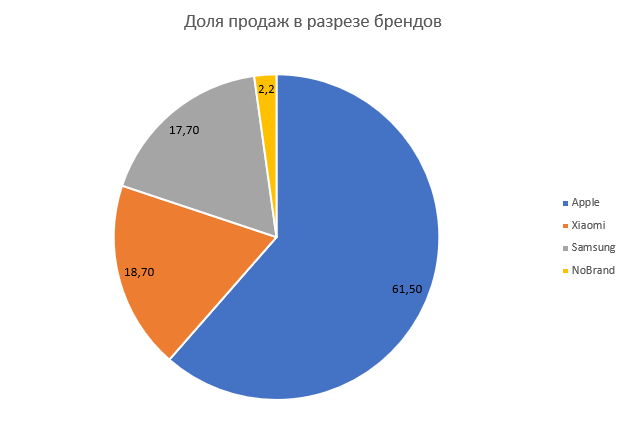 Доля продаж в разрезе брендов
2,2
17,70
18,70
61,50
Apple
Xiaomi
Samsung
NoBrand